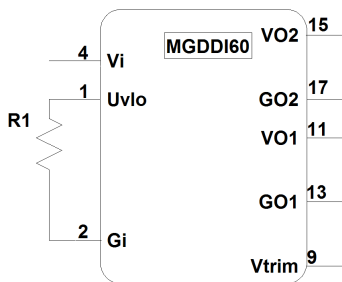 MGDDI60
VO2 15
4 Vi
1 Uvlo
GO2 17
R1
VO1 11
GO1 13
2 Gi
Vtrim 9